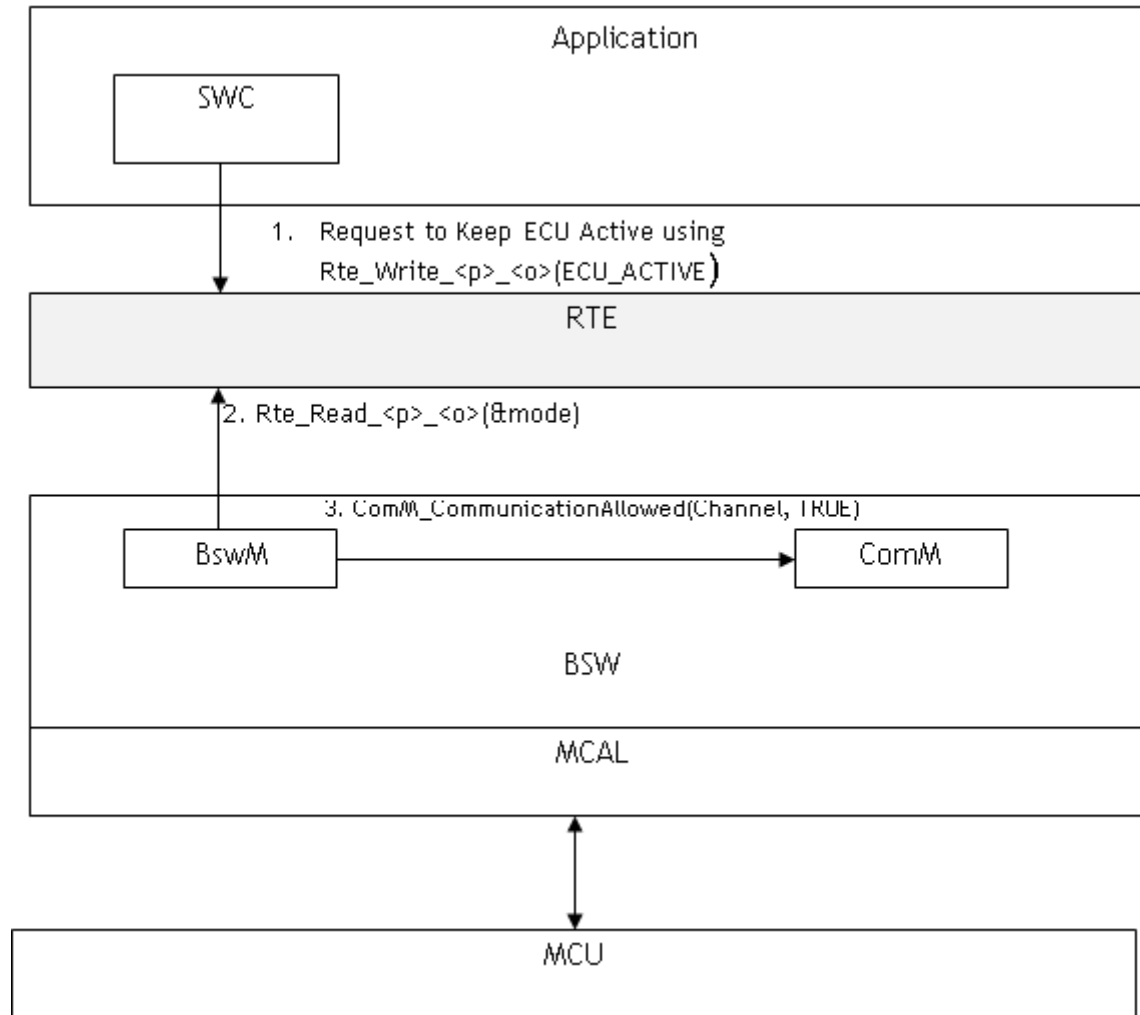 Application
SWC
1. Request to Keep ECU Active using
Rte_Write_<p>_<o>(ECU_ACTIVE)
RTE
2. Rte_Read_<p>_<o>(&mode)
3. ComM_CommunicationAllowed(Channel, TRUE)
BswM
ComM
BSW
MCAL
MCU